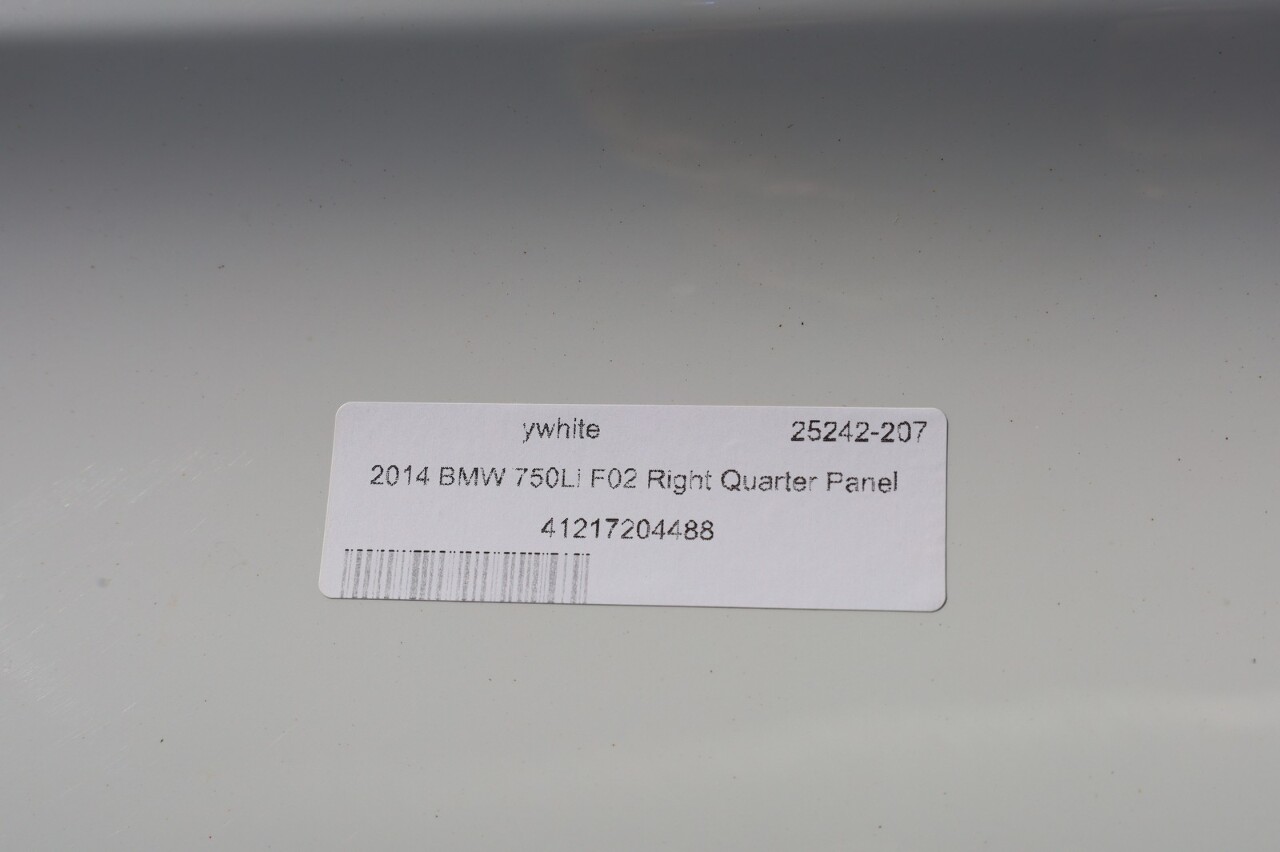 ywhite 25242-207
2014 BMW 750Li F02 Right Quarter Panel
41217204488